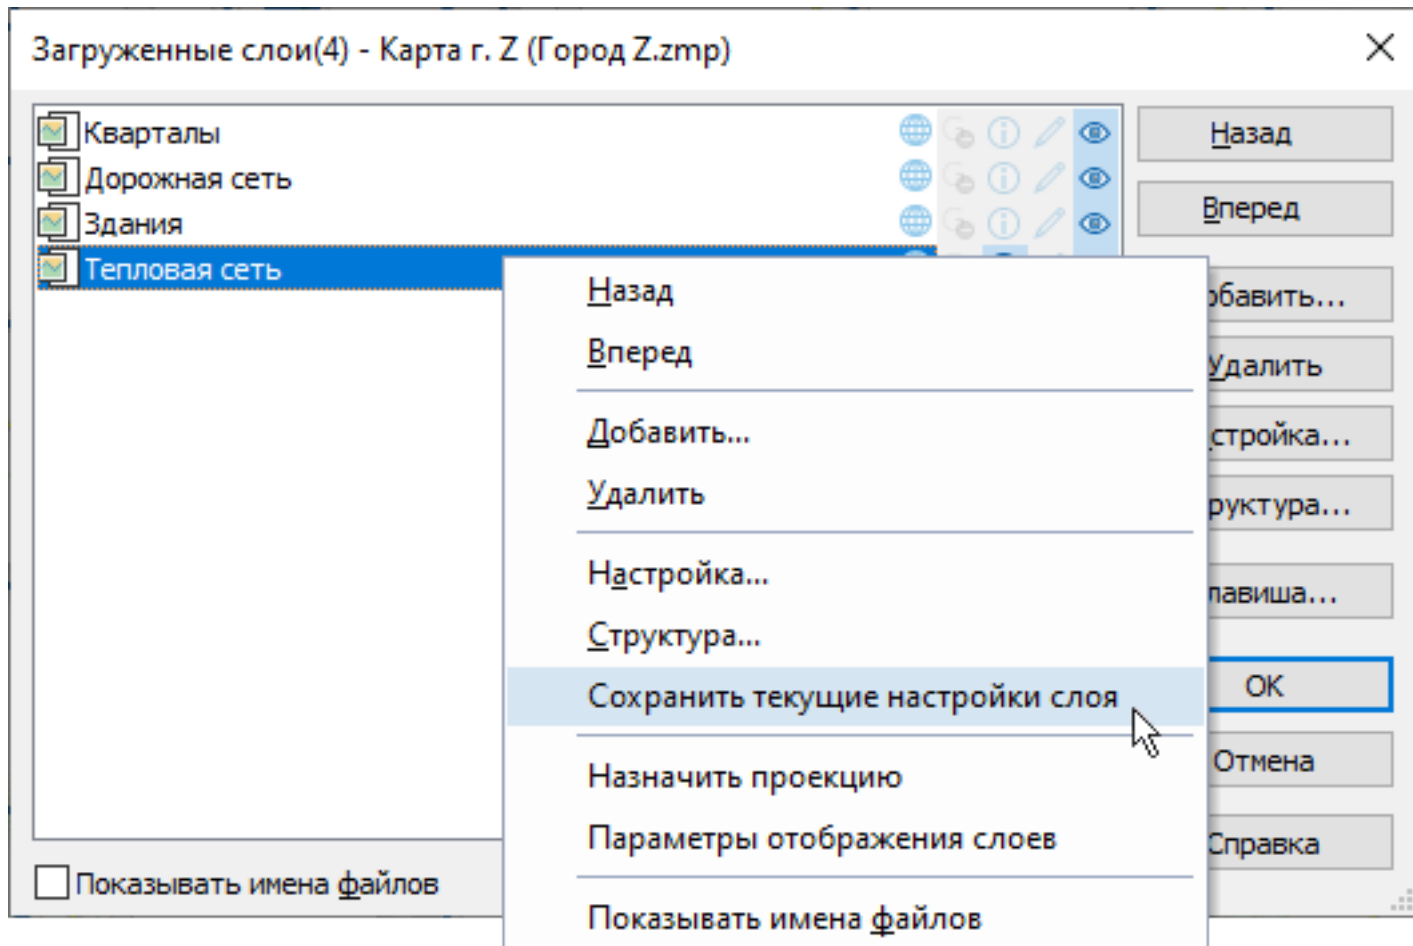 Загруженные слои(4) - Карта г. Z (Город Z.zmp)
Кварталы
Дорожная сеть
Здания
Тепловая сеть
Назад
Вперед
Удалить
OK
Отмена
Справка
Назад
Вперед
Добавить...
Удалить
Настройка...
Структура...
Сохранить текущие настройки слоя
Назначить проекцию
Параметры отображения слоев
Показывать имена файлов
Показывать имена файлов